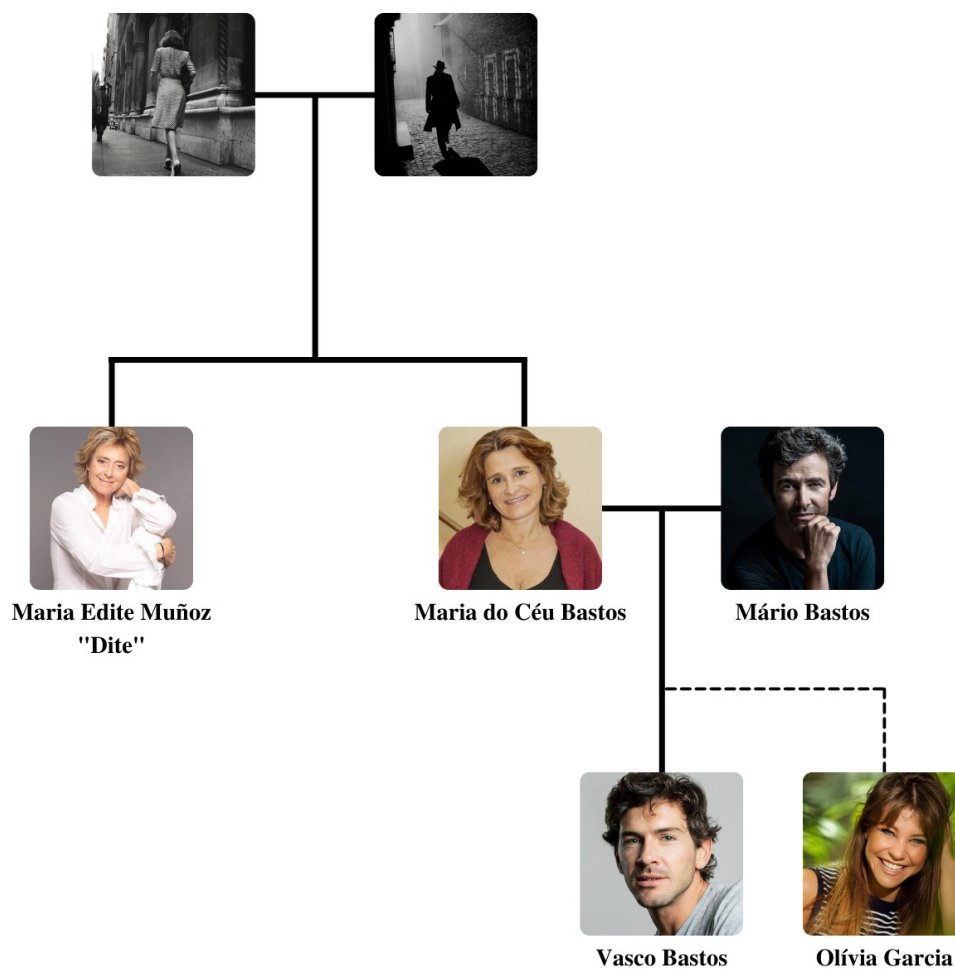 Maria Edite Muñoz
"Dite"
Maria do Céu Bastos
Mário Bastos
Vasco Bastos
Olívia Garcia